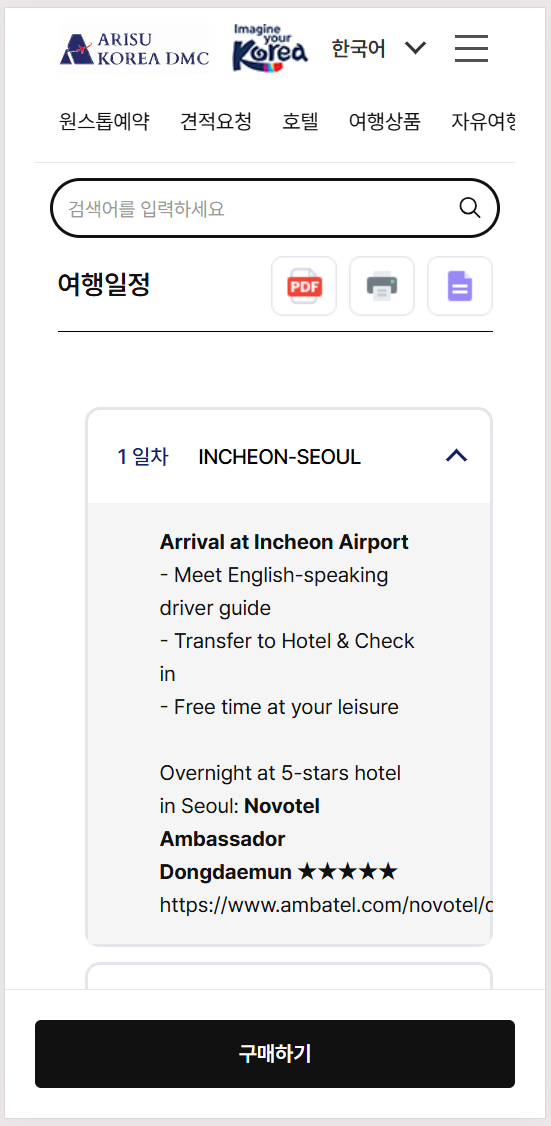 ARISU
KOREA DMC
Imagine
your
Korea
한국어
원스톱예약 견적요청 호텔 여행상품 자유여행
검색어를 입력하세요
여행일정
PDF
1 일차 INCHEON-SEOUL
Arrival at Incheon Airport
- Meet English-speaking
driver guide
- Transfer to Hotel & Check
in
- Free time at your leisure
Overnight at 5-stars hotel
in Seoul: Novotel
Ambassador
Dongdaemun ★★★★★
https://www.ambatel.com/novotel/
구매하기